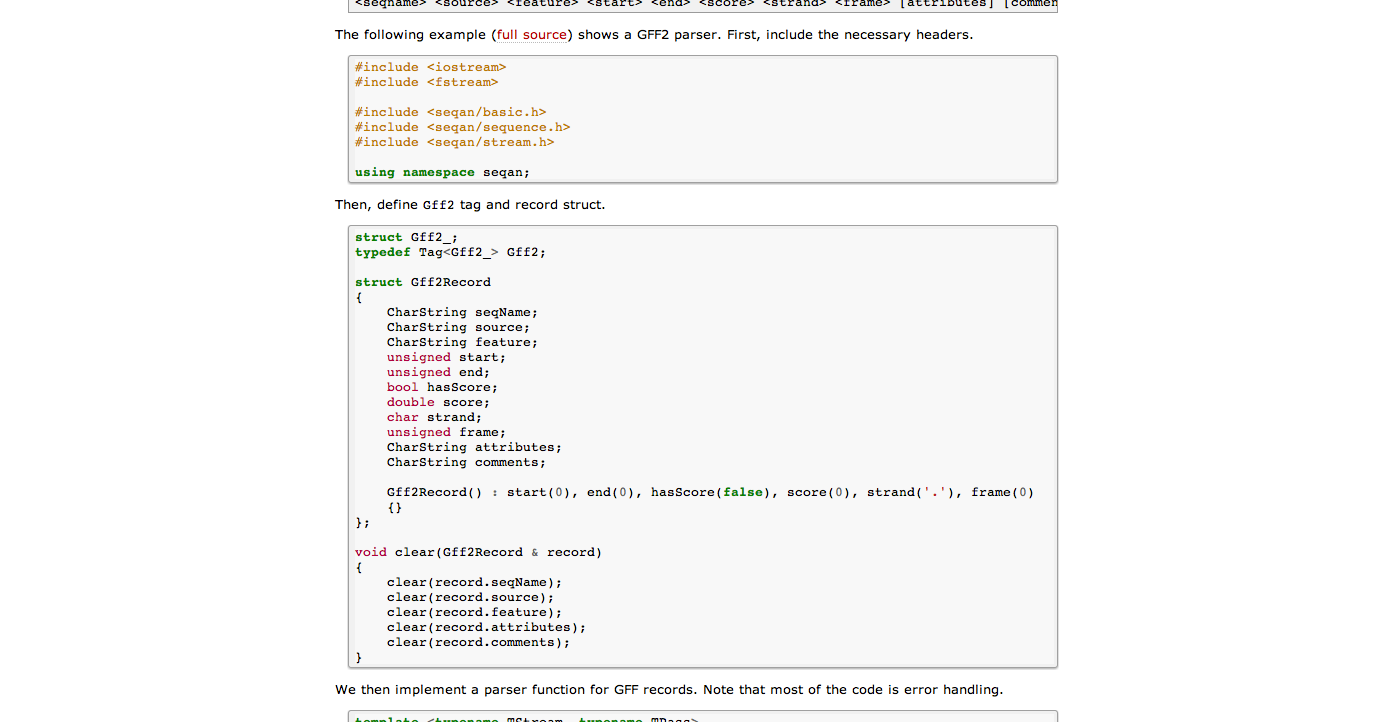 <seqname> <source> <feature> <start> <end> <score> <strand> <frame> [attributes] [commen
The following example (full source) shows a GFF2 parser. First, include the necessary headers.
#include <iostream>
#include <fstream>
#include <seqan/basic.h>
#include <seqan/sequence.h>
#include <seqan/stream.h>
using namespace seqan;
Then, define Gff2 tag and record struct.
struct Gff2_;
typedef Tag<Gff2_> Gff2;
struct Gff2Record
{
    CharString seqName;
    CharString source;
    CharString feature;
    unsigned start;
    unsigned end;
    bool hasScore;
    double score;
    char strand;
    unsigned frame;
    CharString attributes;
    CharString comments;
    Gff2Record() : start(0), end(0), hasScore(false), score(0), strand('.'), frame(0)
    {}
};
void clear(Gff2Record & record)
{
    clear(record.seqName);
    clear(record.source);
    clear(record.feature);
    clear(record.attributes);
    clear(record.comments);
}
We then implement a parser function for GFF records. Note that most of the code is error handling.
template <typename TStream, typename TPass>